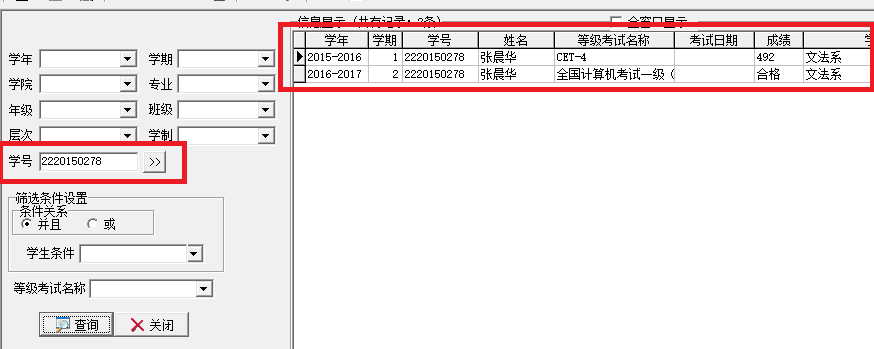 信息显示（共有记录：2条） 全窗口显示
学年 学期
学院 专业
年级 班级
层次 学制
学号 2220150278 >>
筛选条件设置
条件关系
并且 或
学生条件
等级考试名称
查询 关闭
学年 学期 学号 姓名 等级考试名称 考试日期 成绩
2015-2016 1 2220150278 张晨华 CET-4 492 文法系
2016-2017 2 2220150278 张晨华 全国计算机考试一级（ 合格 文法系